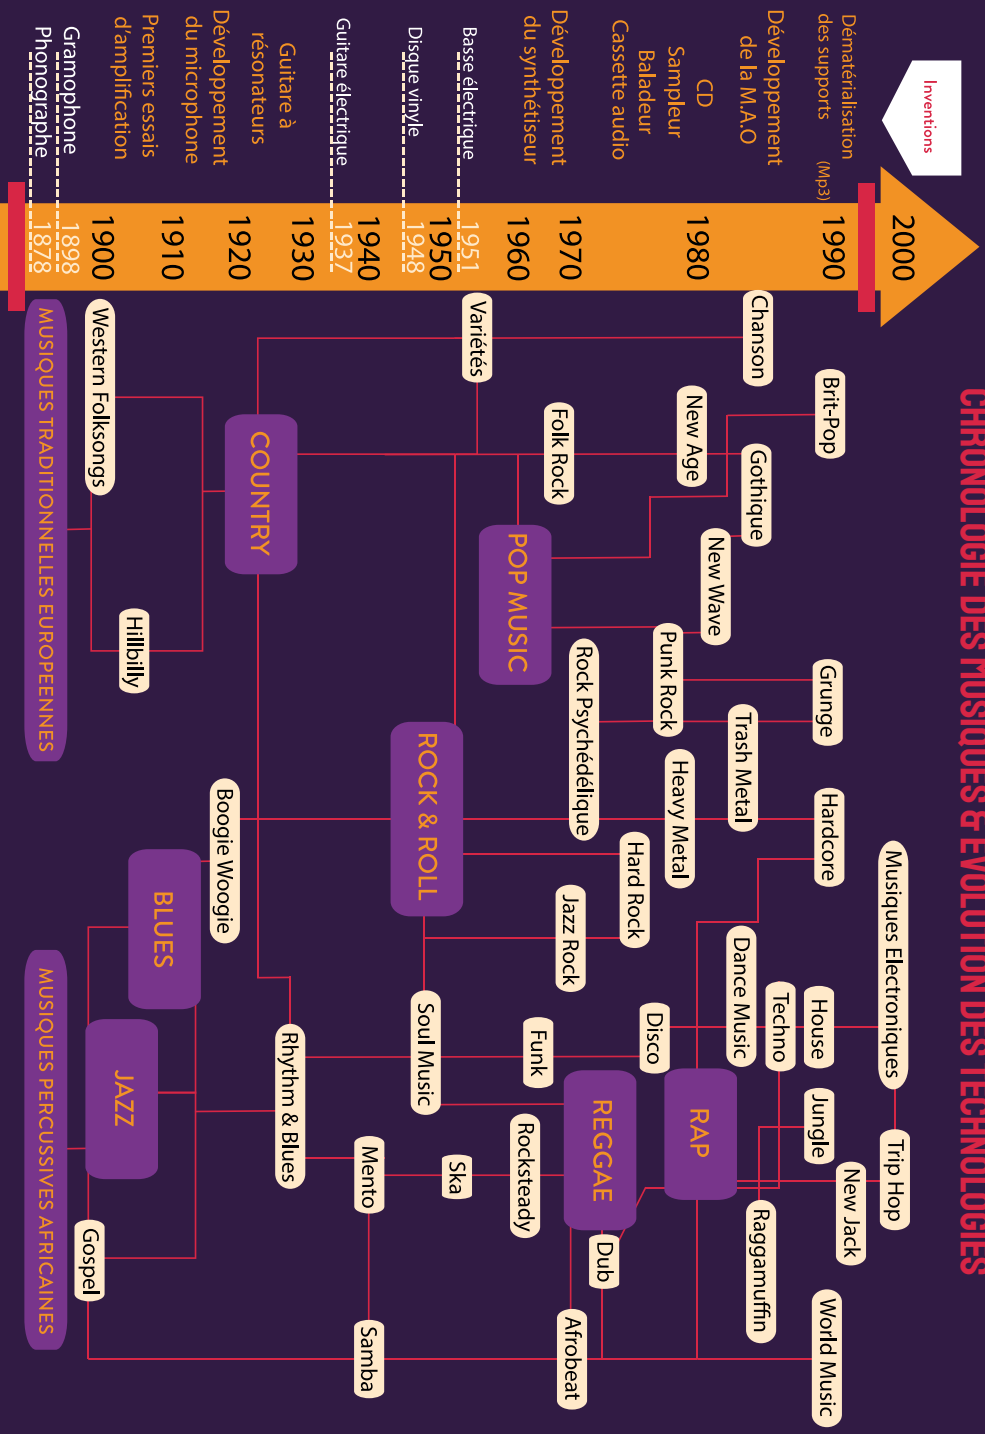 CHRONOLOGIE DES MUSIQUES & EVOLUTION DES TECHNOLOGIES
Inventions
Dématérialisation
des supports
(Mp3)
Développement
de la M.A.O
CD
Sampleur
Baladeur
Cassette audio
Développement
du synthétiseur
Basse électrique
Disque vinyle
Guitare électrique
Guitare à
résonateurs
Développement
du microphone
Premiers essais
d'amplification
Gramophone
Phonographe
2000
1990
1980
1970
1960
1951
1950
1948
1940
1937
1930
1920
1910
1900
1898
1878
Musiques Electroniques
Trip Hop
New Jack
Brit-Pop
Grunge
Hardcore
House
Jungle
World Music
Techno
Chanson
Gothique
Trash Metal
Dance Music
Raggamuffin
New Wave
New Age
RAP
Heavy Metal
Punk Rock
Disco
Hard Rock
REGGAE
Dub
Rock Psychédélique
Jazz Rock
Afrobeat
Folk Rock
Funk
Rocksteady
POP MUSIC
Variétés
Ska
ROCK & ROLL
Soul Music
Mento
Samba
Rhythm & Blues
COUNTRY
Boogie Woogie
BLUES
Hillbilly
JAZZ
Western Folksongs
Gospel
MUSIQUES TRADITIONNELLES EUROPEENNES
MUSIQUES PERCUSSIVES AFRICAINES